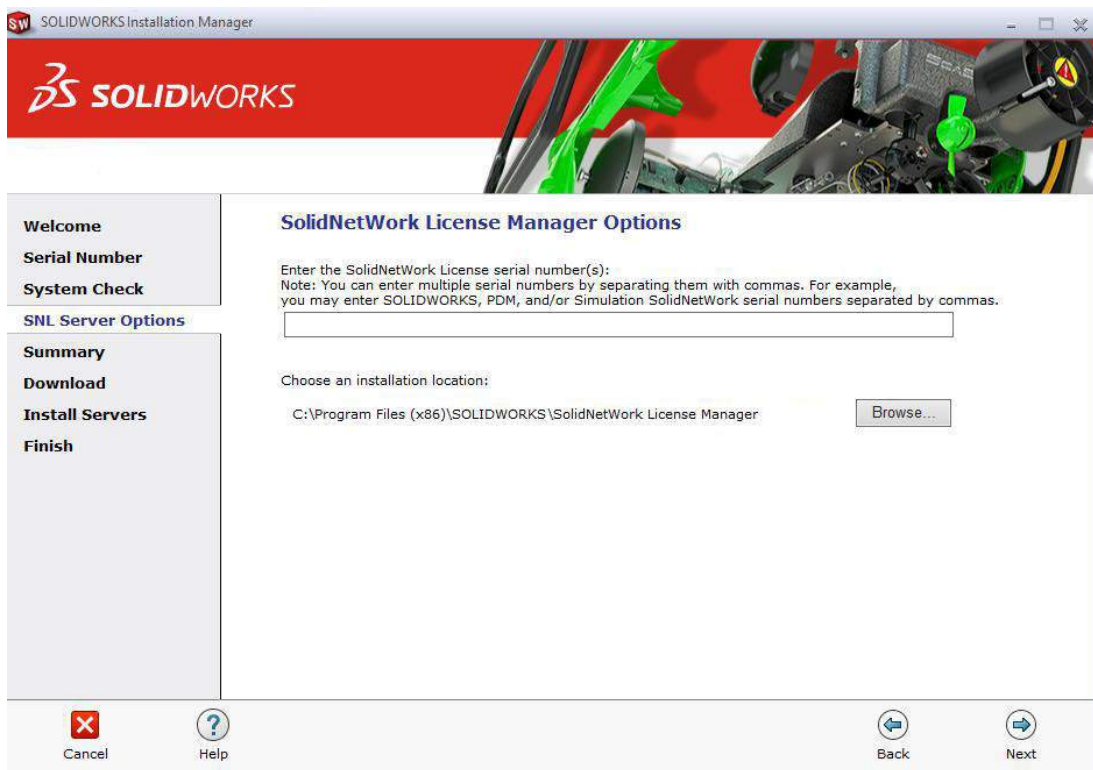 SOLIDWORKS Installation Manager
SOLIDWORKS
Welcome
Serial Number
System Check
SNL Server Options
Summary
Download
Install Servers
Finish
SolidNetWork License Manager Options
Enter the SolidNetWork License serial number(s):
Note: You can enter multiple serial numbers by separating them with commas. For example,
you may enter SOLIDWORKS, PDM, and/or Simulation SolidNetWork serial numbers separated by commas.
Choose an installation location:
C:\Program Files (x86)\SOLIDWORKS\SolidNetWork License Manager
Browse...
Cancel
Help
Back
Next